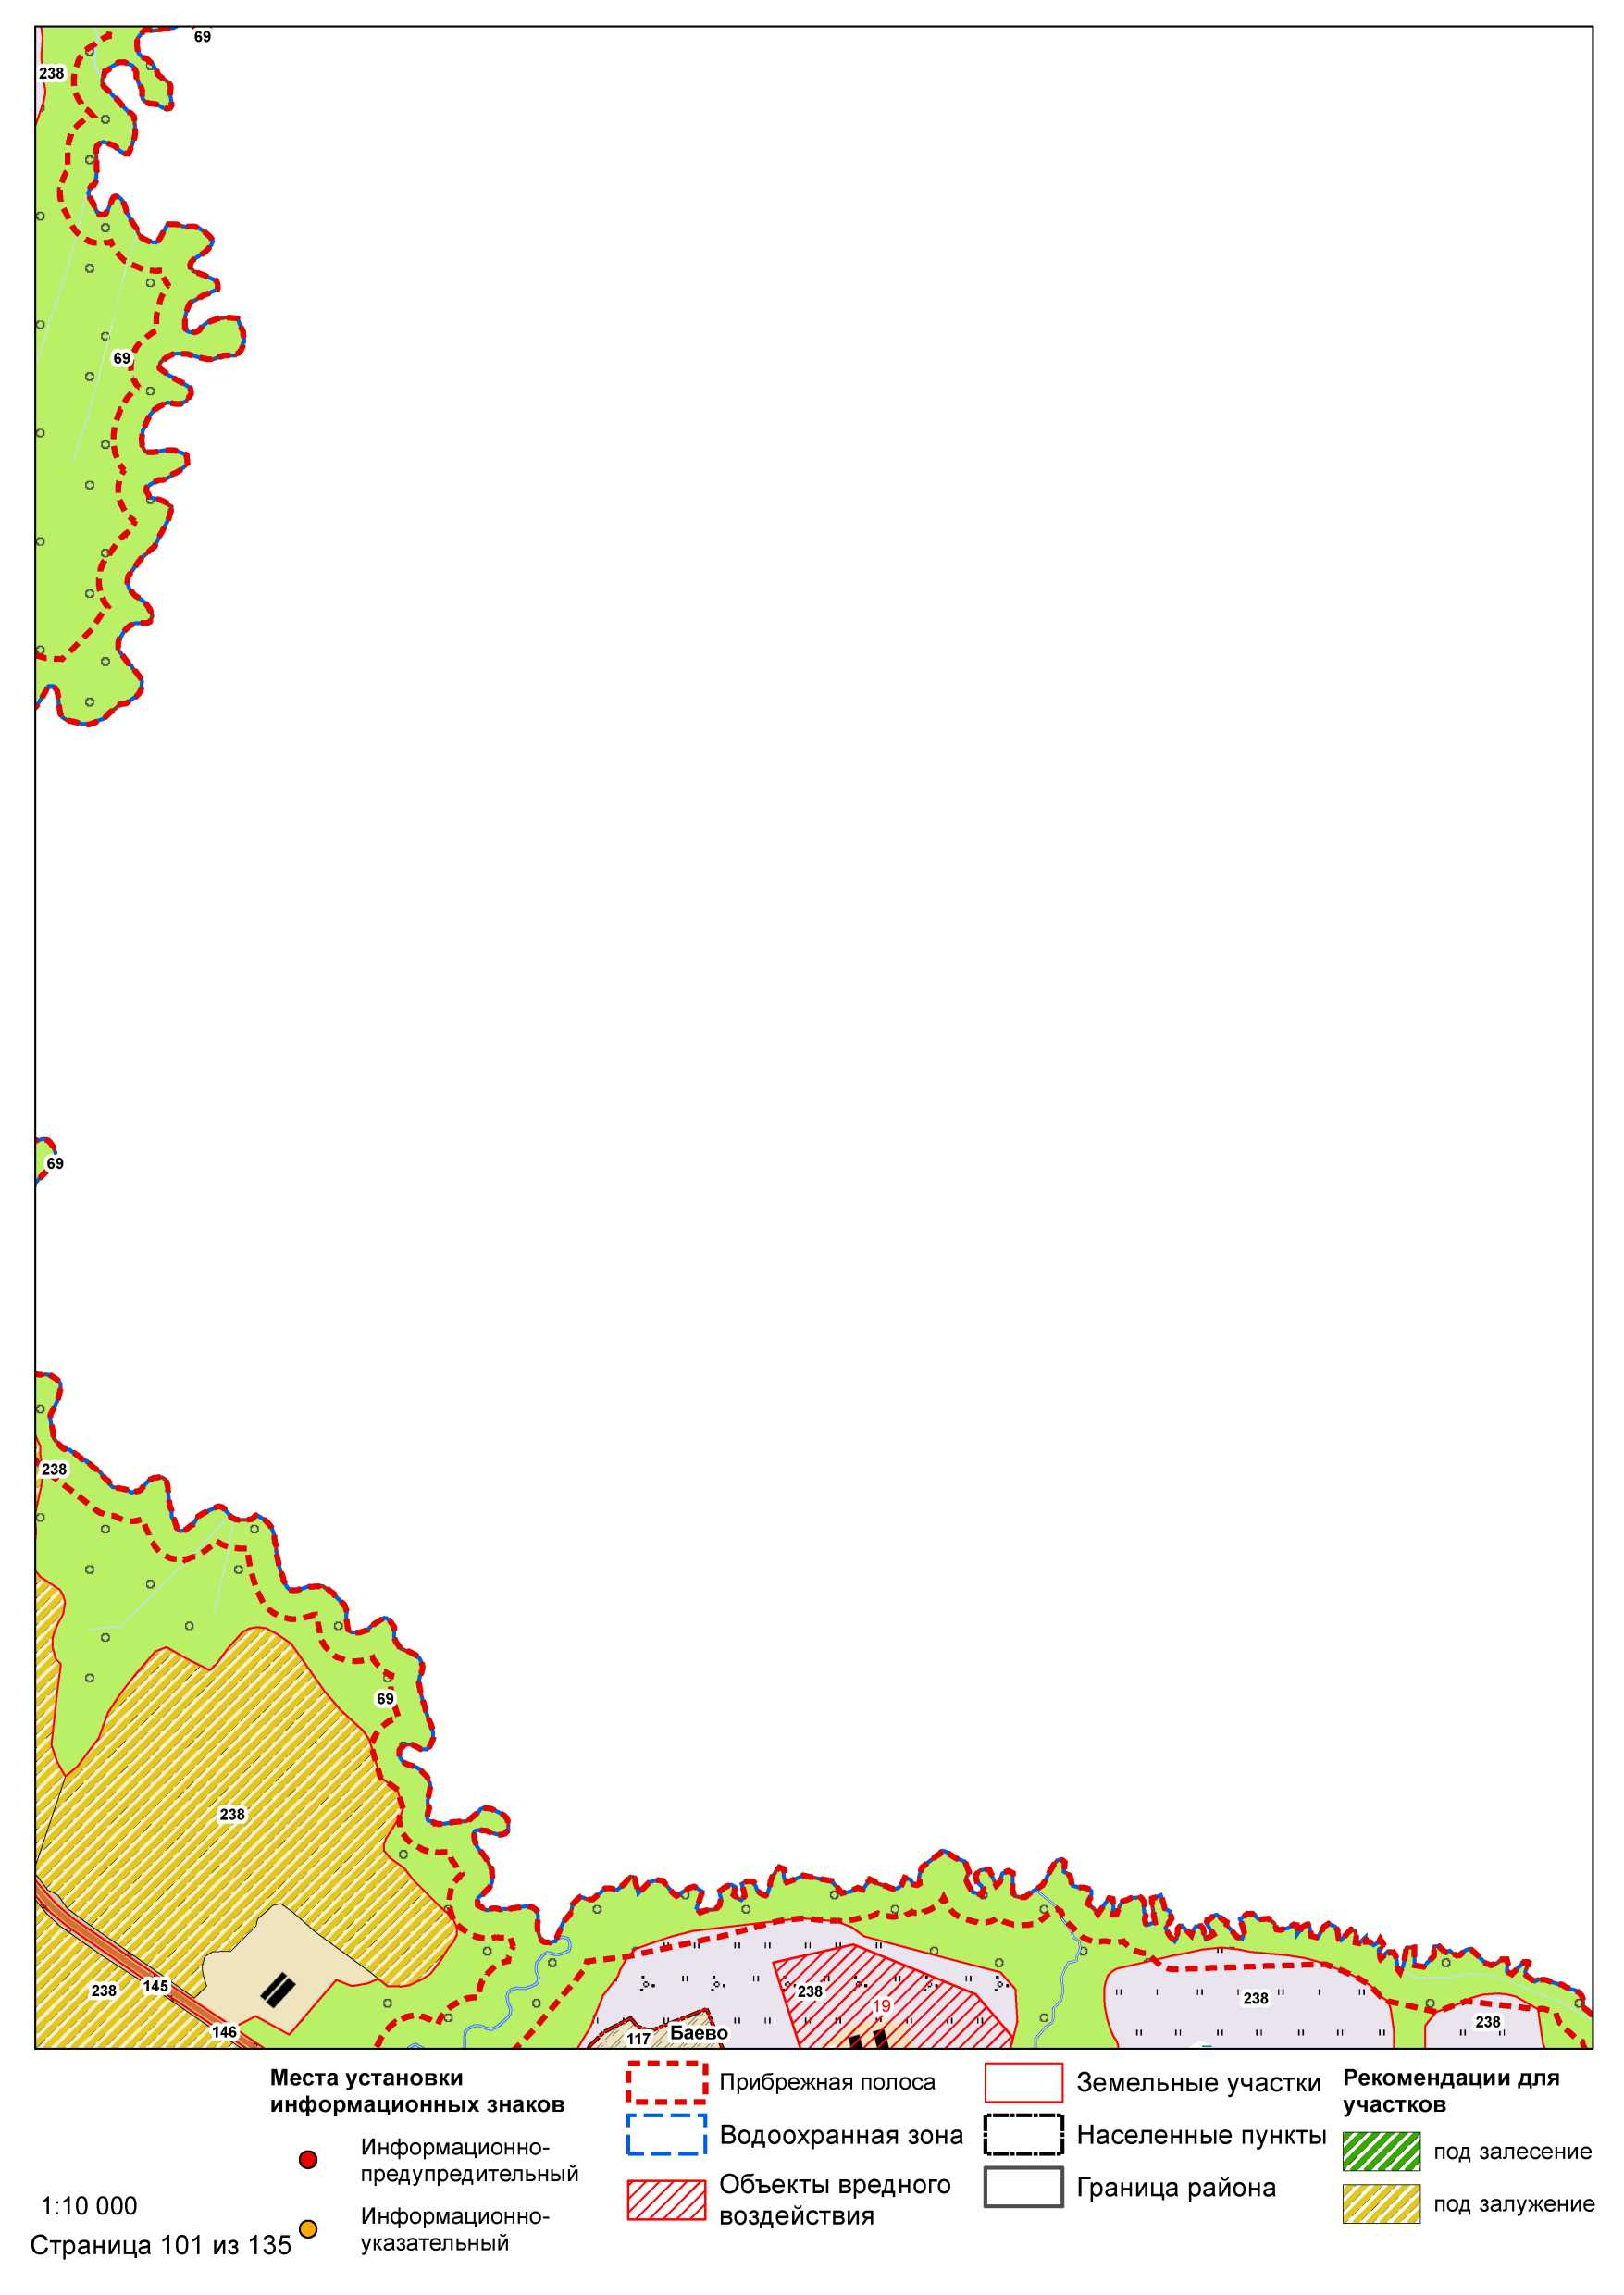 69
238
69
69
238
69
238
238
145
146
238
19
117
Баево
238
238
Места установки
информационных знаков
Информационно-
предупредительный
Информационно-
указательный
Прибрежная полоса
Водоохранная зона
Объекты вредного
воздействия
Земельные участки
Населенные пункты
Граница района
Рекомендации для
участков
под залесение
под залужение
1:10 000
Страница 101 из 135